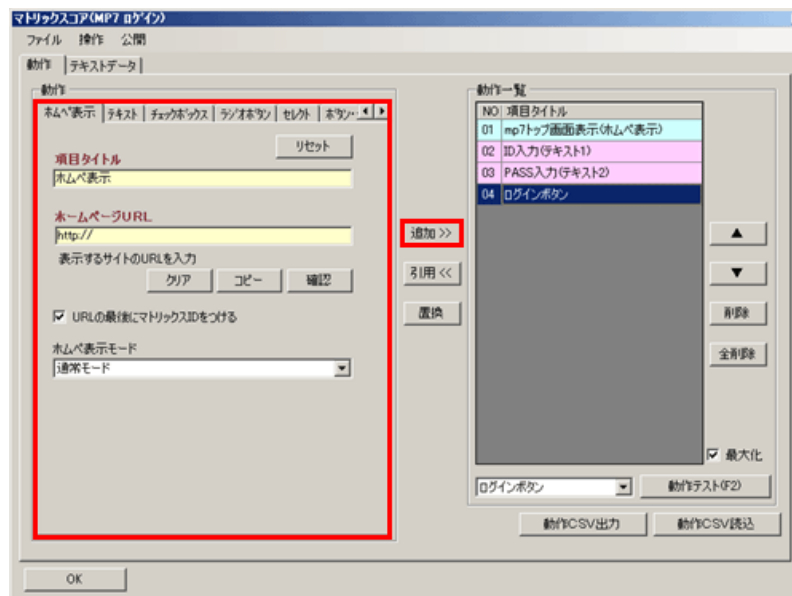 マトリックスコア(MP7 ログイン)
ファイル 操作 公開
動作 テキストデータ
動作
ホムペ表示 テキスト チェックボックス ラジオボタン セレクト ボタン・
リセット
項目タイトル
ホムペ表示
ホームページURL
http://
表示するサイトのURLを入力
クリア コピー 確認
URLの最後にマトリックスIDをつける
ホムペ表示モード
通常モード
追加 >>
引用 <<
置換
動作一覧
NO 項目タイトル
01 mp7トップ画面表示(ホムペ表示)
02 ID入力(テキスト1)
03 PASS入力(テキスト2)
04 ログインボタン
▲
▼
削除
全削除
最大化
ログインボタン 動作テスト(F2)
動作CSV出力 動作CSV読込
OK